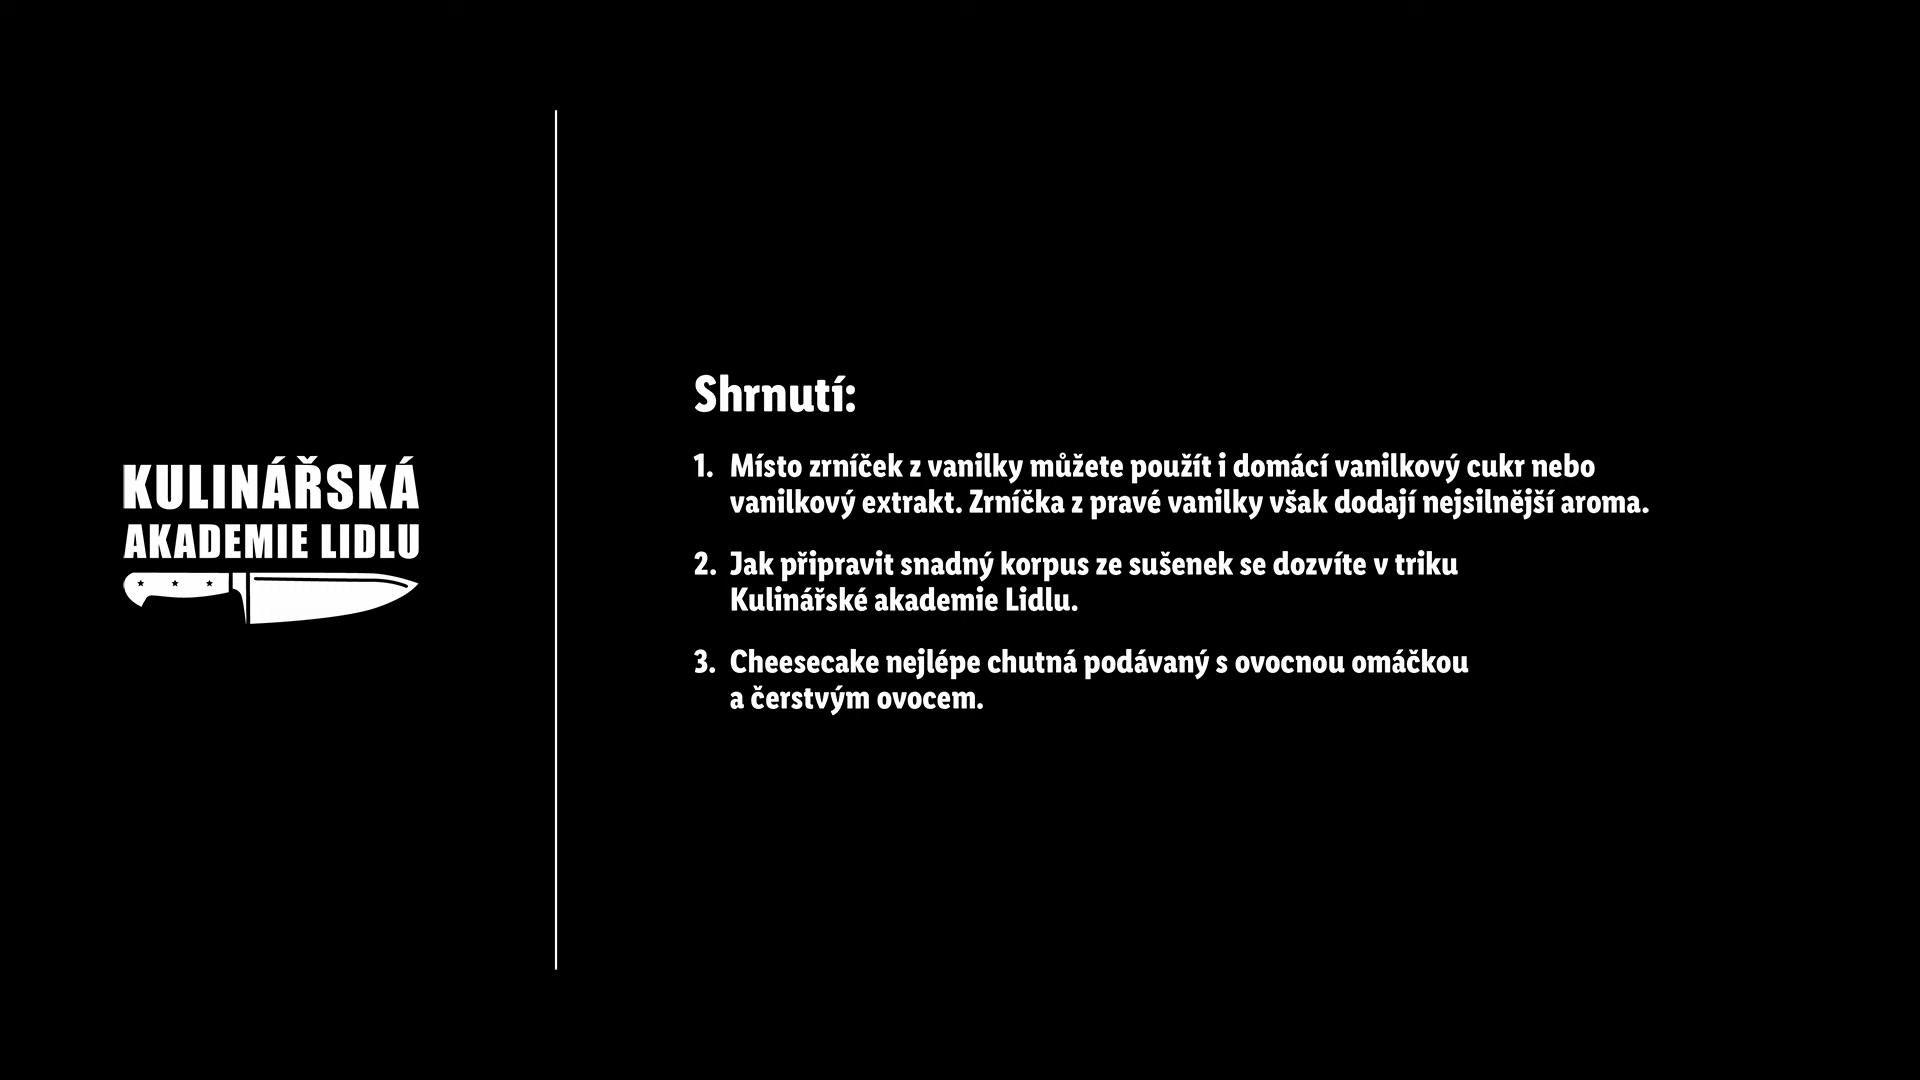 KULINÁŘSKÁ
AKADEMIE LIDLU
Shrnutí:
1. Místo zrníček z vanilky můžete použít i domácí vanilkový cukr nebo
vanilkový extrakt. Zrníčka z pravé vanilky však dodají nejsilnější aroma.
2. Jak připravit snadný korpus ze sušenek se dozvíte v triku
Kulinářské akademie Lidlu.
3. Cheesecake nejlépe chutná podávaný s ovocnou omáčkou
a čerstvým ovocem.